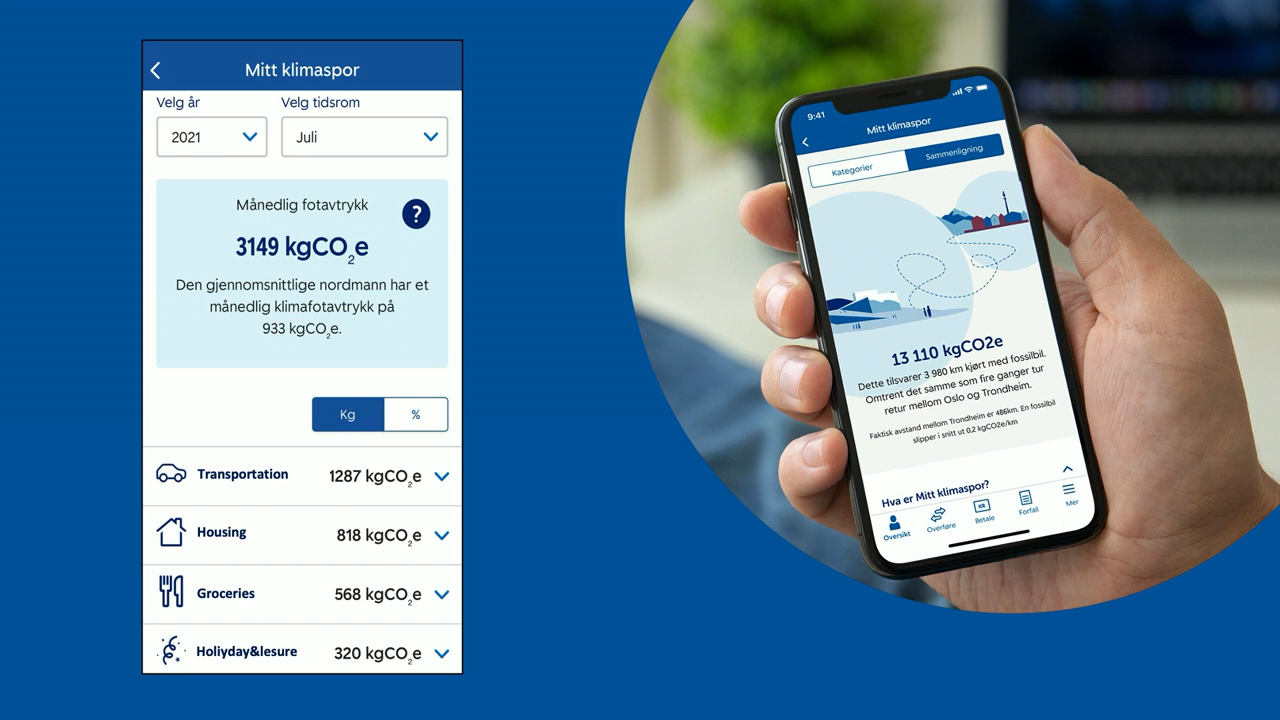 Mitt klimaspor
Velg år
Velg tidsrom
2021
Juli
Månedlig fotavtrykk
?
3149 kgCO₂e
Den gjennomsnittlige nordmann har et
månedlig klimafotavtrykk på
933 kgCO₂e.
Kg
%
Transportation 1287 kgCO₂e
Housing 818 kgCO₂e
Groceries 568 kgCO₂e
Holiyday&lesure 320 kgCO₂e
9:41
Mitt klimaspor
Kategorier
Sammenligning
13 110 kgCO2e
Dette tilsvarer 3 980 km kjørt med fossilbil.
Omtrent det samme som fire ganger tur
retur mellom Oslo og Trondheim.
Faktisk avstand mellom Trondheim er 486km. En fossilbil
slipper i snitt ut 0,2 kgCO2e/km
Hva er Mitt klimaspor?
KR
Oversikt
Overføre
Betale
Forfall
Mer